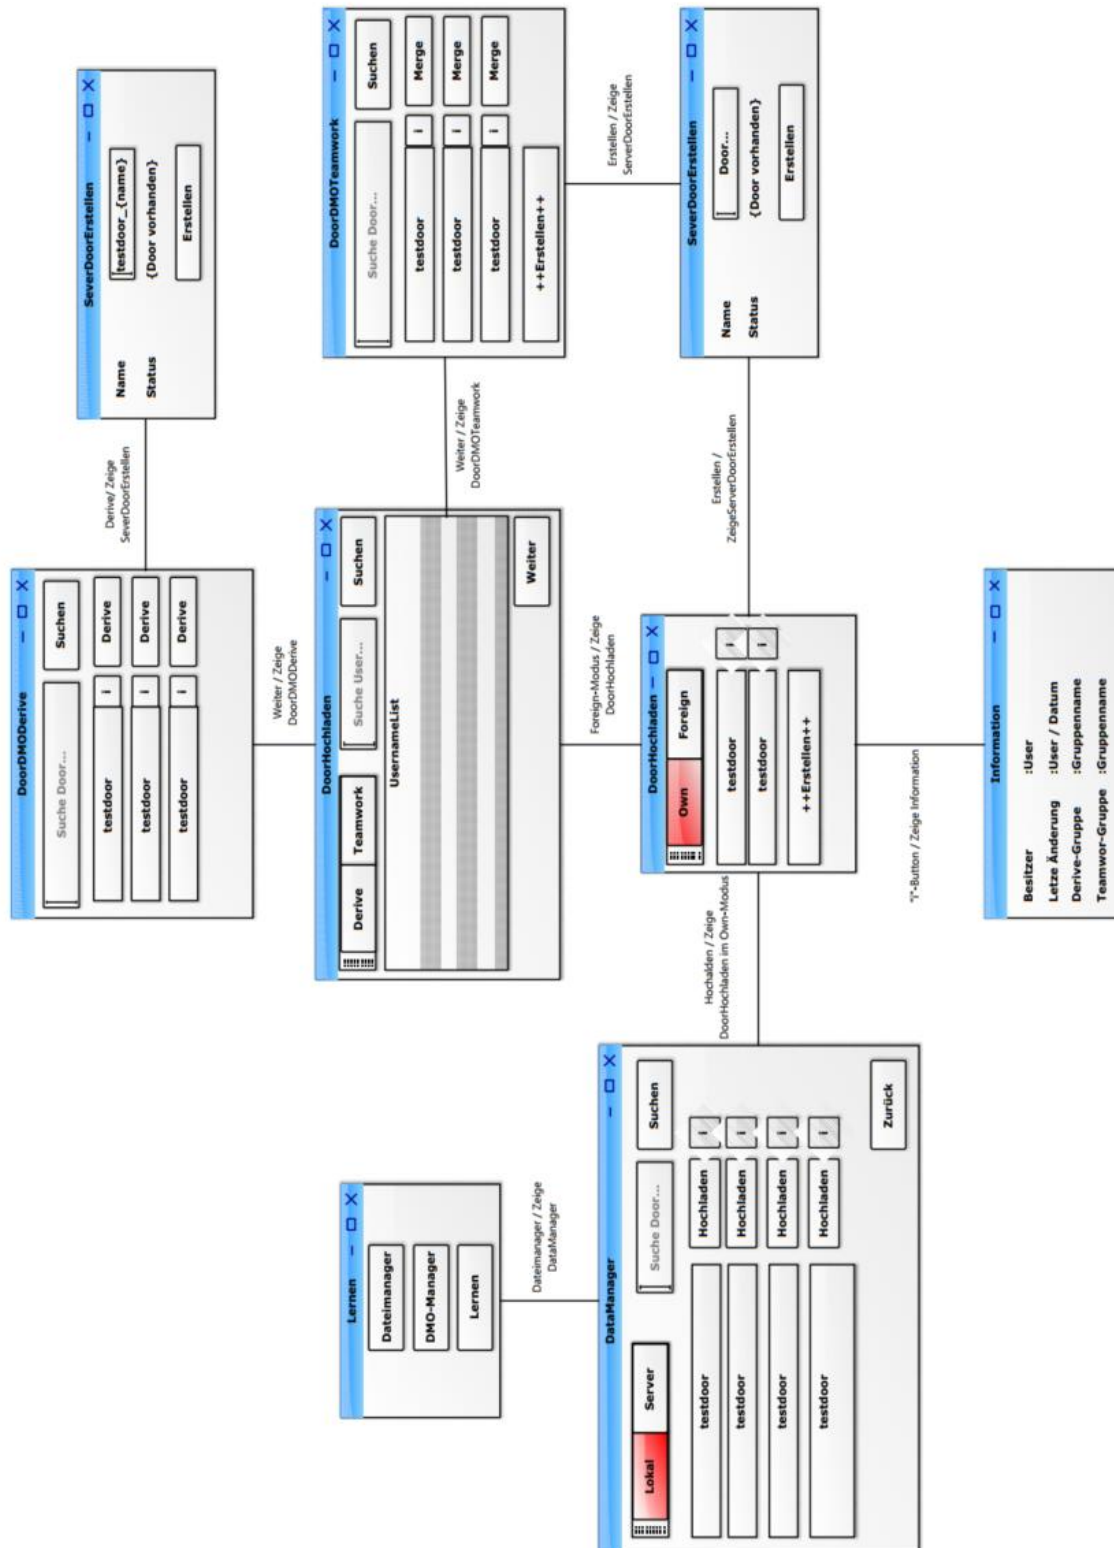 Lernen
Dateimanager
DMO-Manager
Lernen
Dateimanager / Zeige
DataManager
DataManager
Lokal
Server
Suche Door...
Suchen
testdoor
Hochladen
i
testdoor
Hochladen
i
testdoor
Hochladen
i
testdoor
Hochladen
i
Zurück
Hochalden / Zeige
DoorHochladen im Own-Modus
DoorDMODerive
Suche Door...
Suchen
testdoor
i
Derive
testdoor
i
Derive
testdoor
i
Derive
Weiter / Zeige
DoorDMODerive
DoorHochladen
Derive
Teamwork
Suche User...
Suchen
UsernameList
Weiter
Foreign-Modus / Zeige
DoorHochladen
DoorHochladen
Own
Foreign
testdoor
i
testdoor
i
++Erstellen++
"i"-Button / Zeige Information
Information
Besitzer :User
Letze Änderung :User / Datum
Derive-Gruppe :Gruppenname
Teamwor-Gruppe :Gruppenname
Derive/ Zeige
SeverDoorErstellen
SeverDoorErstellen
Name
testdoor_{name}
Status
{Door vorhanden}
Erstellen
Weiter / Zeige
DoorDMOTeamwork
DoorDMOTeamwork
Suche Door...
Suchen
testdoor
i
Merge
testdoor
i
Merge
testdoor
i
Merge
++Erstellen++
Erstellen / Zeige
ServerDoorErstellen
Erstellen /
ZeigeServerDoorErstellen
SeverDoorErstellen
Name
Door...
Status
{Door vorhanden}
Erstellen